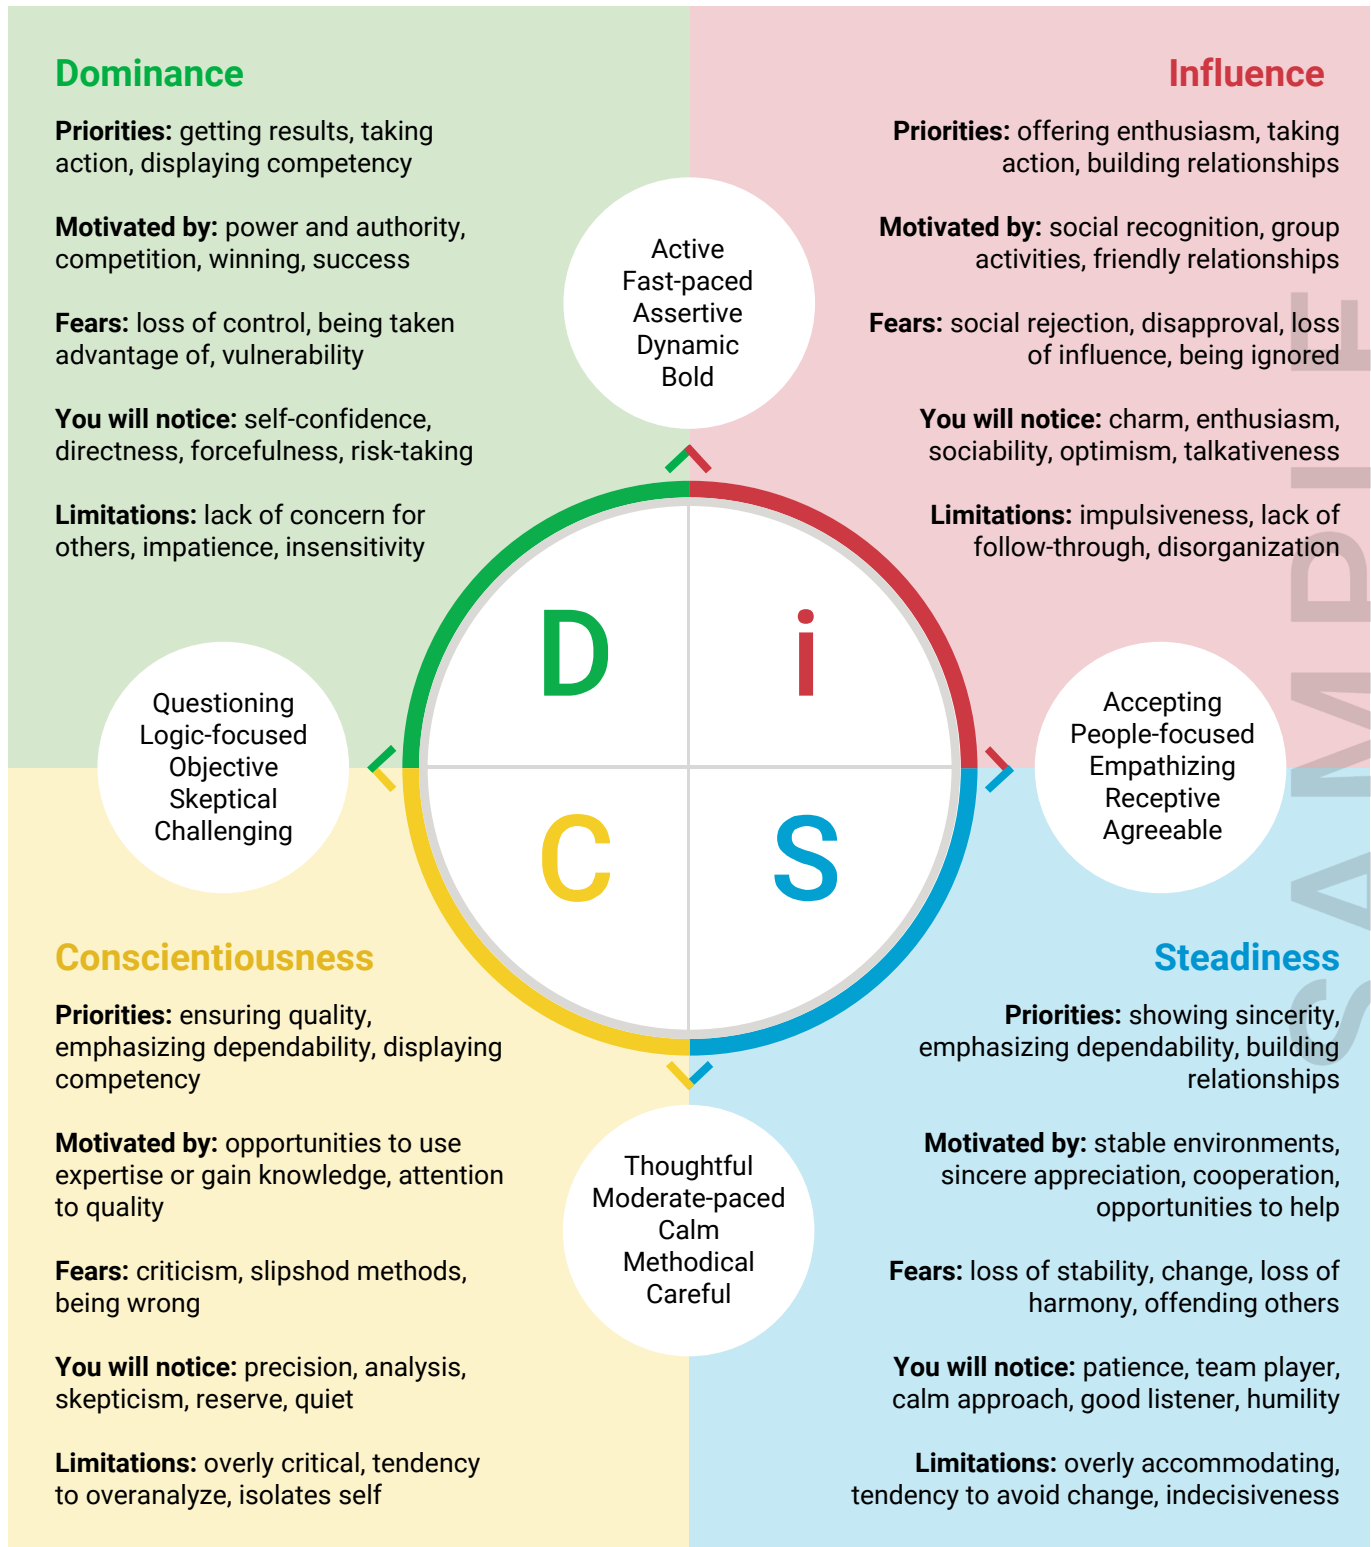 Dominance
Priorities: getting results, taking
action, displaying competency
Motivated by: power and authority,
competition, winning, success
Fears: loss of control, being taken
advantage of, vulnerability
You will notice: self-confidence,
directness, forcefulness, risk-taking
Limitations: lack of concern for
others, impatience, insensitivity
Influence
Priorities: offering enthusiasm, taking
action, building relationships
Motivated by: social recognition, group
activities, friendly relationships
Fears: social rejection, disapproval, loss
of influence, being ignored
You will notice: charm, enthusiasm,
sociability, optimism, talkativeness
Limitations: impulsiveness, lack of
follow-through, disorganization
Active
Fast-paced
Assertive
Dynamic
Bold
Questioning
Logic-focused
Objective
Skeptical
Challenging
D
i
C
S
Accepting
People-focused
Empathizing
Receptive
Agreeable
Conscientiousness
Priorities: ensuring quality,
emphasizing dependability, displaying
competency
Motivated by: opportunities to use
expertise or gain knowledge, attention
to quality
Fears: criticism, slipshod methods,
being wrong
You will notice: precision, analysis,
skepticism, reserve, quiet
Limitations: overly critical, tendency
to overanalyze, isolates self
Thoughtful
Moderate-paced
Calm
Methodical
Careful
Steadiness
Priorities: showing sincerity,
emphasizing dependability, building
relationships
Motivated by: stable environments,
sincere appreciation, cooperation,
opportunities to help
Fears: loss of stability, change, loss of
harmony, offending others
You will notice: patience, team player,
calm approach, good listener, humility
Limitations: overly accommodating,
tendency to avoid change, indecisiveness
SAMPLE